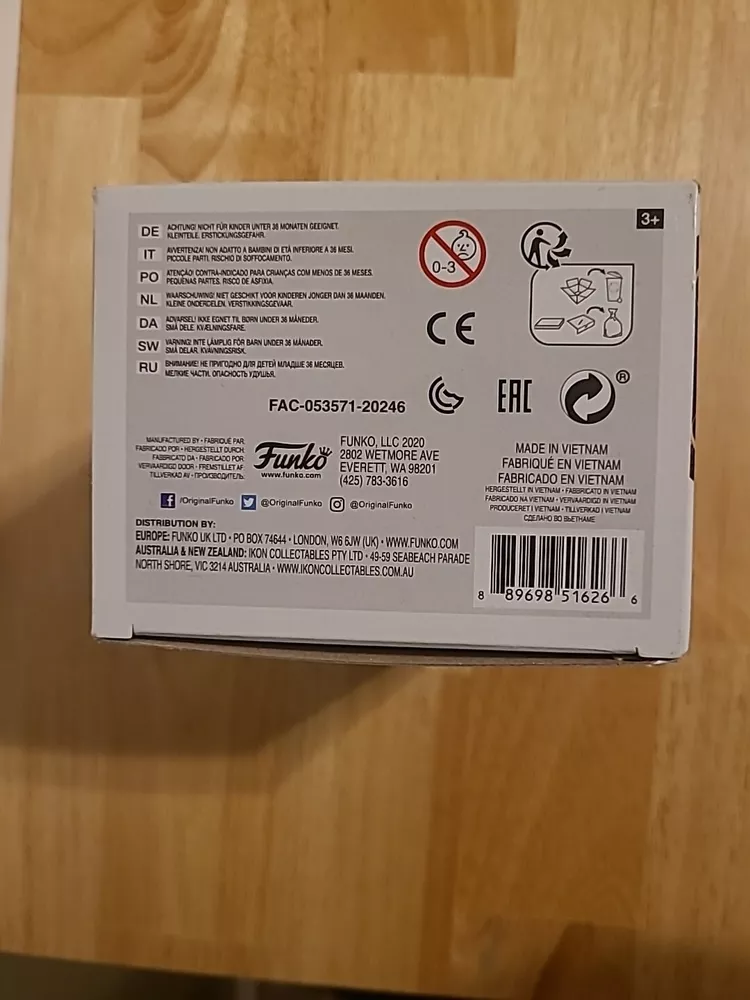 3+
DE ACHTUNG! NICHT FÜR KINDER UNTER 36 MONATEN GEEIGNET.
KLEINTEILE. ERSTICKUNGSGEFAHR.
IT AVVERTENZA! NON ADATTO A BAMBINI DI ETÀ INFERIORE A 36 MESI.
PICCOLE PARTI. RISCHIO DI SOFFOCAMENTO.
PO ATENÇÃO! CONTRA-INDICADO PARA CRIANÇAS COM MENOS DE 36 MESES.
PEQUENAS PARTES. RISCO DE ASFIXIA.
NL WAARSCHUWING! NIET GESCHIKT VOOR KINDEREN JONGER DAN 36 MAANDEN.
KLEINE ONDERDELEN. VERSTIKKINGSGEVAAR.
DA ADVARSEL! IKKE EGNET TIL BØRN UNDER 36 MÅNEDER.
SMÅ DELE. KVÆLNINGSFARE.
SW VARNING! INTE LÄMPLIG FÖR BARN UNDER 36 MÅNADER.
SMÅ DELAR. KVÄVNINGSRISK.
RU ВНИМАНИЕ! НЕ ПРИГОДНО ДЛЯ ДЕТЕЙ МЛАДШЕ 36 МЕСЯЦЕВ.
МЕЛКИЕ ЧАСТИ. ОПАСНОСТЬ УДУШЬЯ.
0-3
CE
FAC-053571-20246
EAC
®
MANUFACTURED BY • FABRIQUÉ PAR
FABRICADO POR • HERGESTELLT DURCH
FABBRICATO DA • FABRICADO POR
VERVAARDIGD DOOR • FREMSTILLET AF
TILLVERKAD AV • ПРОИЗВОДИТЕЛЬ:
Funko
www.funko.com
FUNKO, LLC 2020
2802 WETMORE AVE
EVERETT, WA 98201
(425) 783-3616
MADE IN VIETNAM
FABRIQUÉ EN VIETNAM
FABRICADO EN VIETNAM
HERGESTELLT IN VIETNAM • FABBRICATO IN VIETNAM
FABRICADO NA VIETNAM • VERVAARDIGD IN VIETNAM
PRODUCERET I VIETNAM • TILLVERKAD I VIETNAM
СДЕЛАНО ВО ВЬЕТНАМЕ
/OriginalFunko @OriginalFunko @OriginalFunko
DISTRIBUTION BY:
EUROPE: FUNKO UK LTD • PO BOX 74644 • LONDON, W6 6JW (UK) • WWW.FUNKO.COM
AUSTRALIA & NEW ZEALAND: IKON COLLECTABLES PTY LTD • 49-59 SEABEACH PARADE
NORTH SHORE, VIC 3214 AUSTRALIA • WWW.IKONCOLLECTABLES.COM.AU
8 89698 51626 6